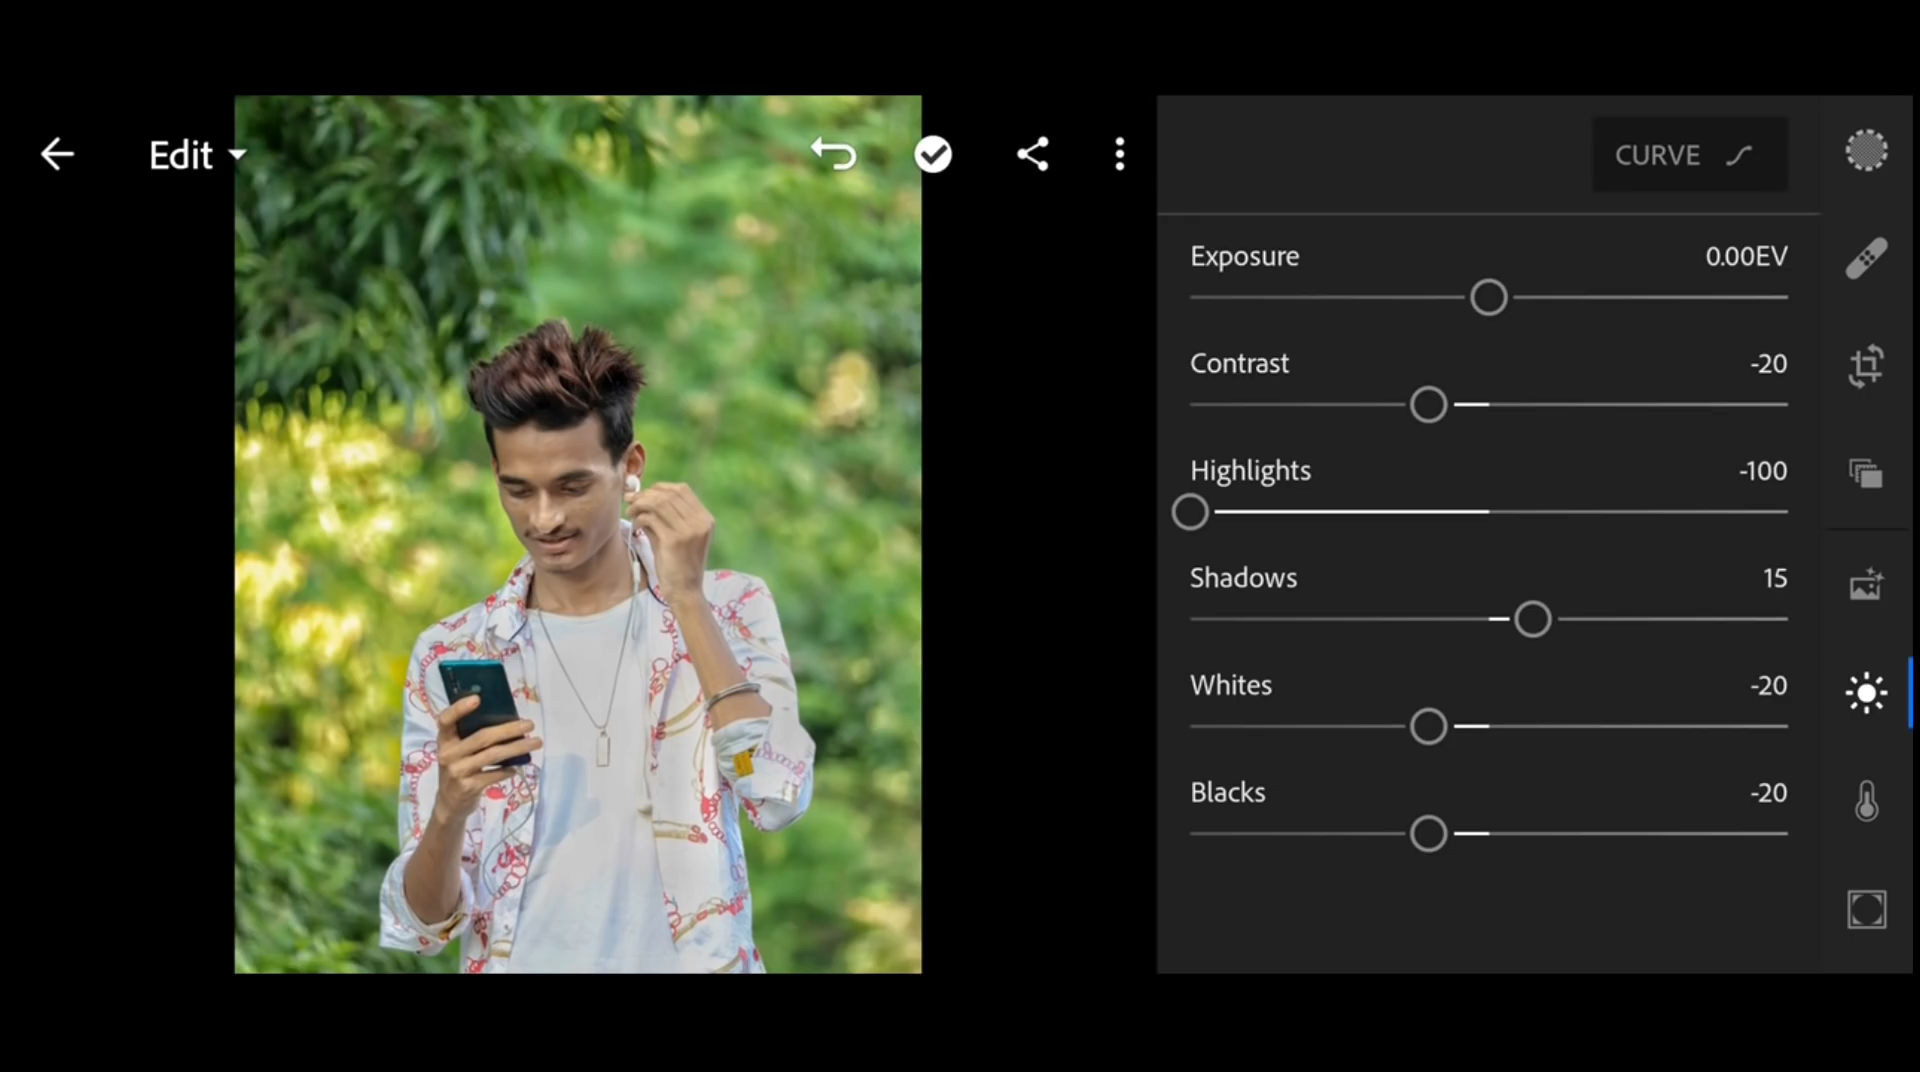 Edit
CURVE
Exposure 0.00EV
Contrast -20
Highlights -100
Shadows 15
Whites -20
Blacks -20